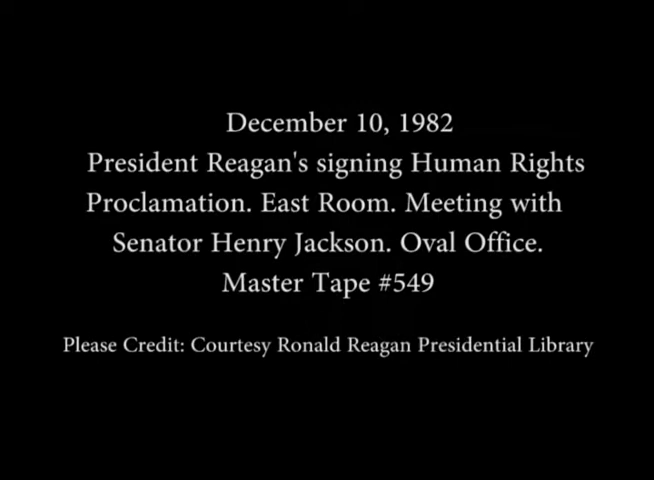 December 10, 1982
President Reagan's signing Human Rights
Proclamation. East Room. Meeting with
Senator Henry Jackson. Oval Office.
Master Tape #549
Please Credit: Courtesy Ronald Reagan Presidential Library